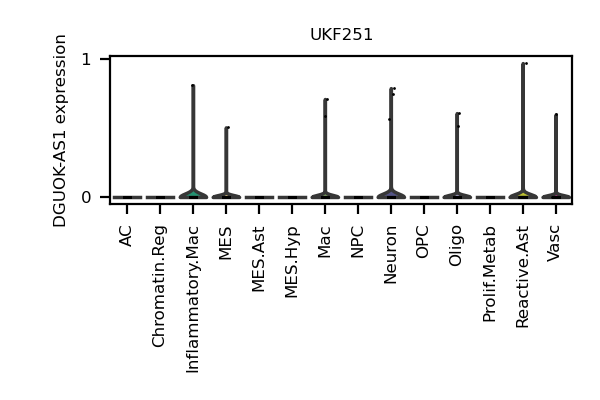 UKF251
DGUOK-AS1 expression
1
0
AC
Chromatin.Reg
Inflammatory.Mac
MES
MES.Ast
MES.Hyp
Mac
NPC
Neuron
OPC
Oligo
Prolif.Metab
Reactive.Ast
Vasc